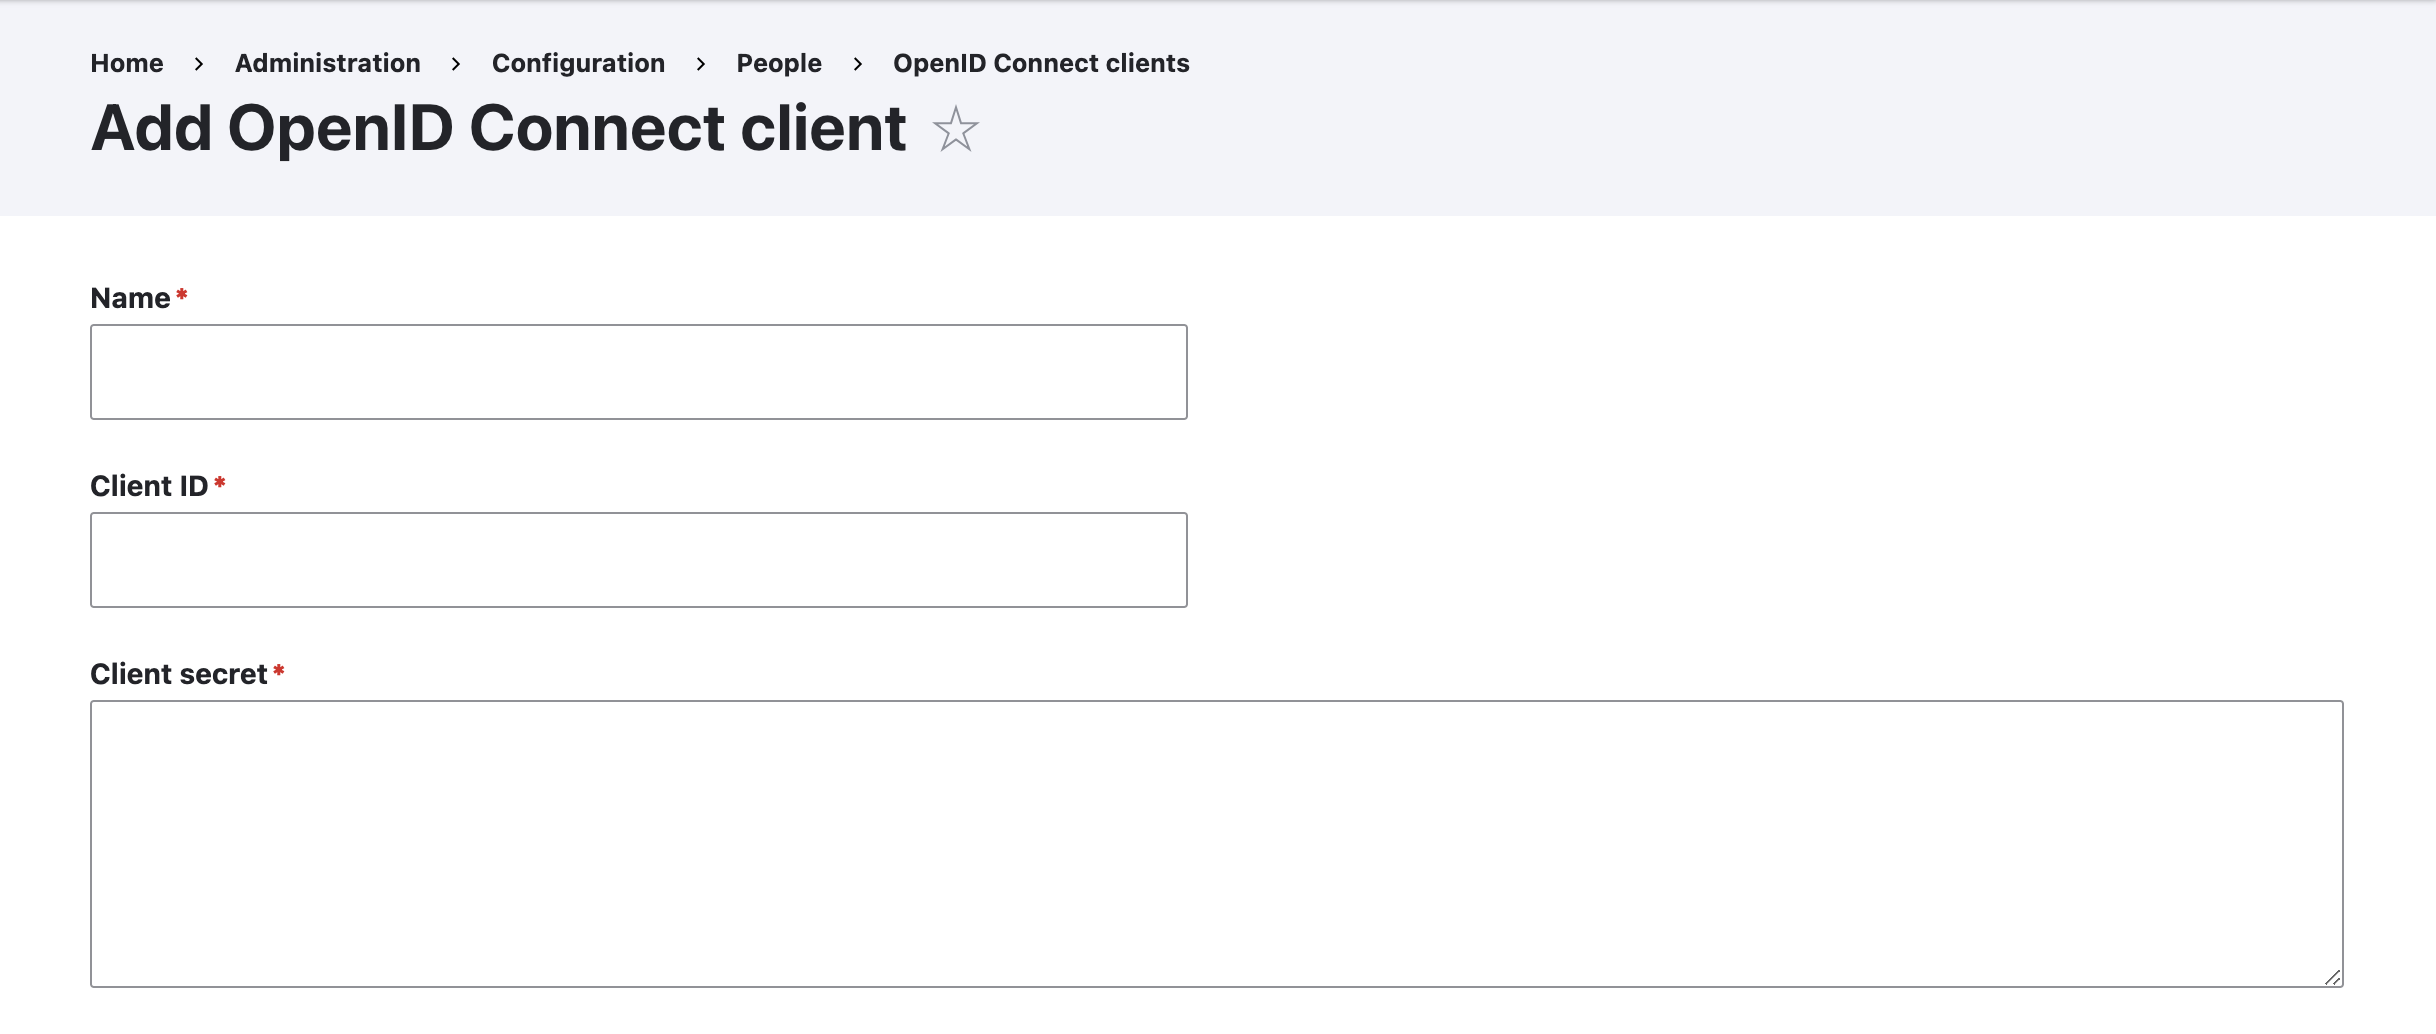 Home > Administration > Configuration > People > OpenID Connect clients
Add OpenID Connect client
Name*
Client ID*
Client secret*